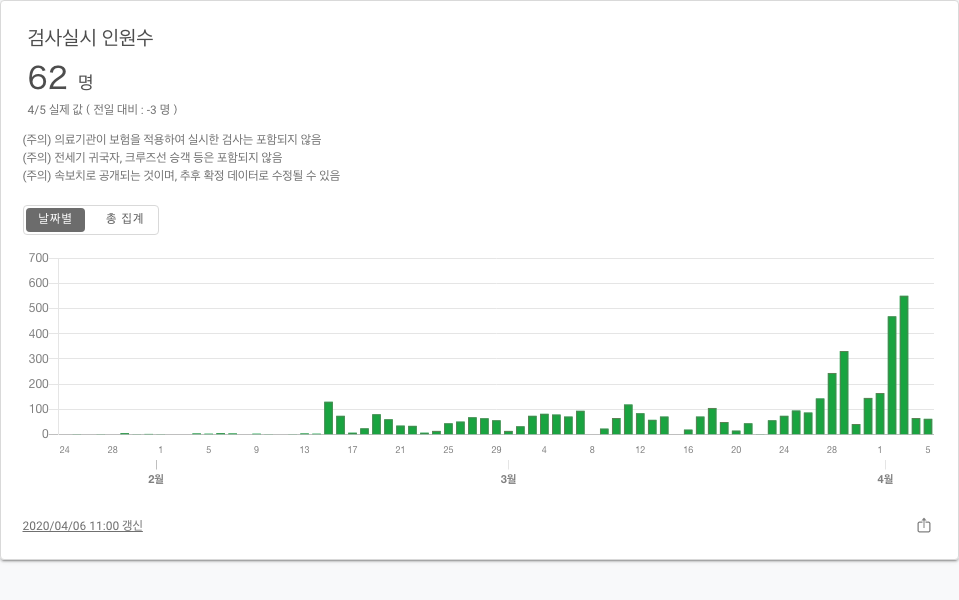 검사실시 인원수
62 명
4/5 실제 값 ( 전일 대비 : -3 명 )
(주의) 의료기관이 보험을 적용하여 실시한 검사는 포함되지 않음
(주의) 전세기 귀국자, 크루즈선 승객 등은 포함되지 않음
(주의) 속보치로 공개되는 것이며, 추후 확정 데이터로 수정될 수 있음
날짜별 총 집계
700
600
500
400
300
200
100
0
24 28 1 5 9 13 17 21 25 29 4 8 12 16 20 24 28 1 5
2월 3월 4월
2020/04/06 11:00 갱신